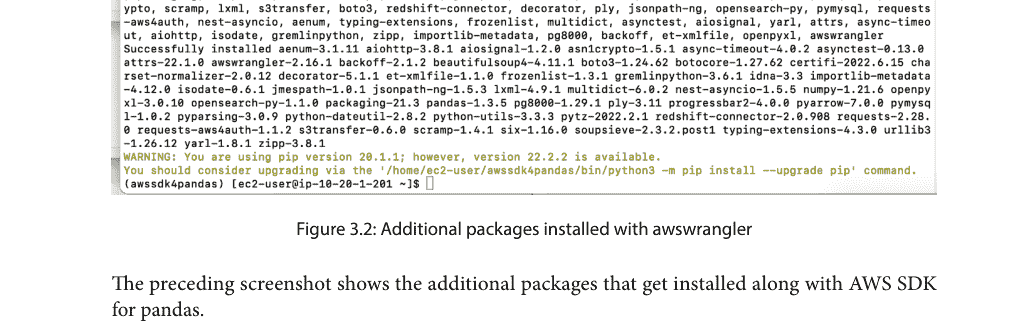 ypto, scramp, lxml, s3transfer, boto3, redshift-connector, decorator, ply, jsonpath-ng, opensearch-py, pymysql, requests
-aws4auth, nest-asyncio, aenum, typing-extensions, frozenlist, multidict, asynctest, aiosignal, yarl, attrs, async-timeo
ut, aiohttp, isodate, gremlinpython, zipp, importlib-metadata, pg8000, backoff, et-xmlfile, openpyxl, awswrangler
Successfully installed aenum-3.1.11 aiohttp-3.8.1 aiosignal-1.2.0 asn1crypto-1.5.1 async-timeout-4.0.2 asynctest-0.13.0
attrs-22.1.0 awswrangler-2.16.1 backoff-2.1.2 beautifulsoup4-4.11.1 boto3-1.24.62 botocore-1.27.62 certifi-2022.6.15 cha
rset-normalizer-2.0.12 decorator-5.1.1 et-xmlfile-1.1.0 frozenlist-1.3.1 gremlinpython-3.6.1 idna-3.3 importlib-metadata
-4.12.0 isodate-0.6.1 jmespath-1.0.1 jsonpath-ng-1.5.3 lxml-4.9.1 multidict-6.0.2 nest-asyncio-1.5.5 numpy-1.21.6 openpy
xl-3.0.10 opensearch-py-1.1.0 packaging-21.3 pandas-1.3.5 pg8000-1.29.1 ply-3.11 progressbar2-4.0.0 pyarrow-7.0.0 pymysq
l-1.0.2 pyparsing-3.0.9 python-dateutil-2.8.2 python-utils-3.3.3 pytz-2022.2.1 redshift-connector-2.0.908 requests-2.28.
0 requests-aws4auth-1.1.2 s3transfer-0.6.0 scramp-1.4.1 six-1.16.0 soupsieve-2.3.2.post1 typing-extensions-4.3.0 urllib3
-1.26.12 yarl-1.8.1 zipp-3.8.1
WARNING: You are using pip version 20.1.1; however, version 22.2.2 is available.
You should consider upgrading via the '/home/ec2-user/awssdk4pandas/bin/python3 -m pip install --upgrade pip' command.
(awssdk4pandas) [ec2-user@ip-10-20-1-201 ~]$
Figure 3.2: Additional packages installed with awswrangler
The preceding screenshot shows the additional packages that get installed along with AWS SDK
for pandas.